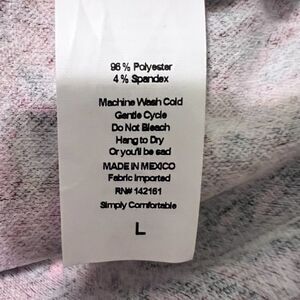 96 % Polyester
4 % Spandex
Machine Wash Cold
Gentle Cycle
Do Not Bleach
Hang to Dry
Or you'll be sad
MADE IN MEXICO
Fabric Imported
RN# 142161
Simply Comfortable
L